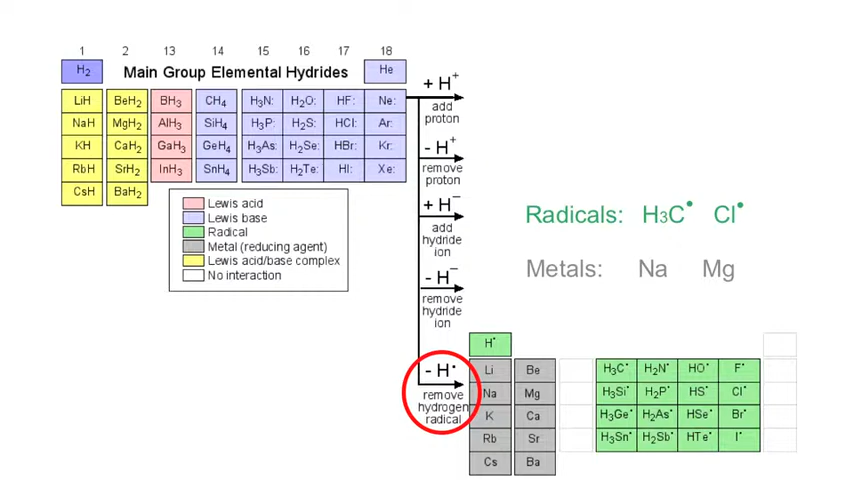 1 2 13 14 15 16 17 18
H₂ Main Group Elemental Hydrides He
LiH BeH₂ BH₃ CH₄ H₃N: H₂O: HF: Ne:
NaH MgH₂ AlH₃ SiH₄ H₃P: H₂S: HCl: Ar:
KH CaH₂ GaH₃ GeH₄ H₃As: H₂Se: HBr: Kr:
RbH SrH₂ InH₃ SnH₄ H₃Sb: H₂Te: HI: Xe:
CsH BaH₂
Lewis acid
Lewis base
Radical
Metal (reducing agent)
Lewis acid/base complex
No interaction
+ H⁺
add
proton
- H⁺
remove
proton
+ H⁻
add
hydride
ion
- H⁻
remove
hydride
ion
- H•
remove
hydrogen
radical
Radicals: H₃C• Cl•
Metals: Na Mg
H•
Li Be H₃C• H₂N• HO• F•
Na Mg H₃Si• H₂P• HS• Cl•
K Ca H₃Ge• H₂As• HSe• Br•
Rb Sr H₃Sn• H₂Sb• HTe• I•
Cs Ba